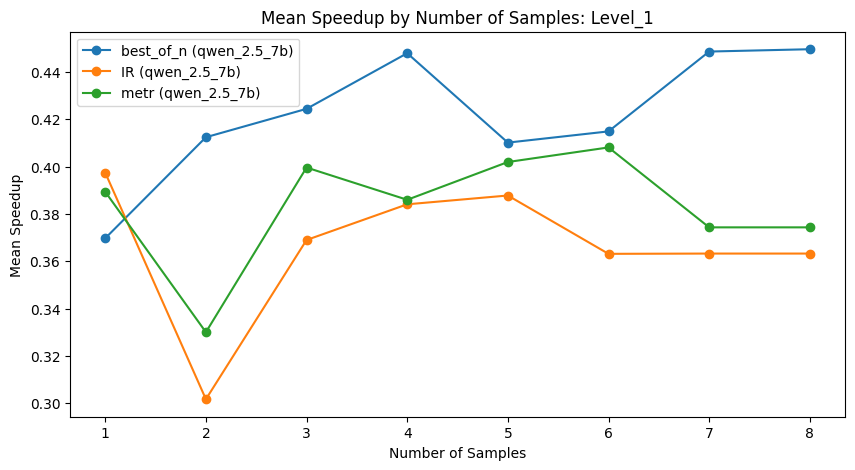 Mean Speedup by Number of Samples: Level_1
best_of_n (qwen_2.5_7b)
IR (qwen_2.5_7b)
metr (qwen_2.5_7b)
Mean Speedup
0.44
0.42
0.40
0.38
0.36
0.34
0.32
0.30
1 2 3 4 5 6 7 8
Number of Samples